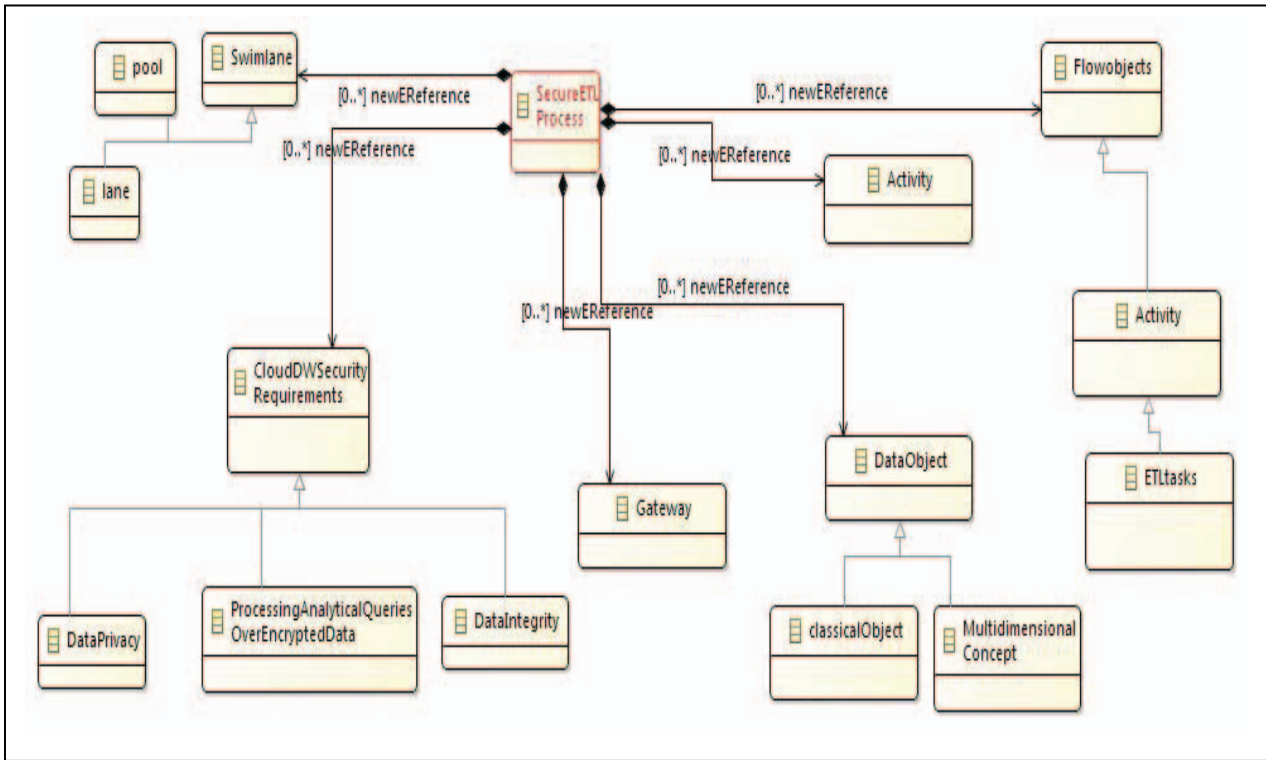 pool
Swimlane
SecureETL
Process
Flowobjects
[0..*] newEReference
[0..*] newEReference
[0..*] newEReference
[0..*] newEReference
lane
Activity
[0..*] newEReference
[0..*] newEReference
Activity
CloudDWSecurity
Requirements
DataObject
ETLtasks
Gateway
DataPrivacy
ProcessingAnalyticalQueries
OverEncryptedData
DataIntegrity
classicalObject
Multidimensional
Concept